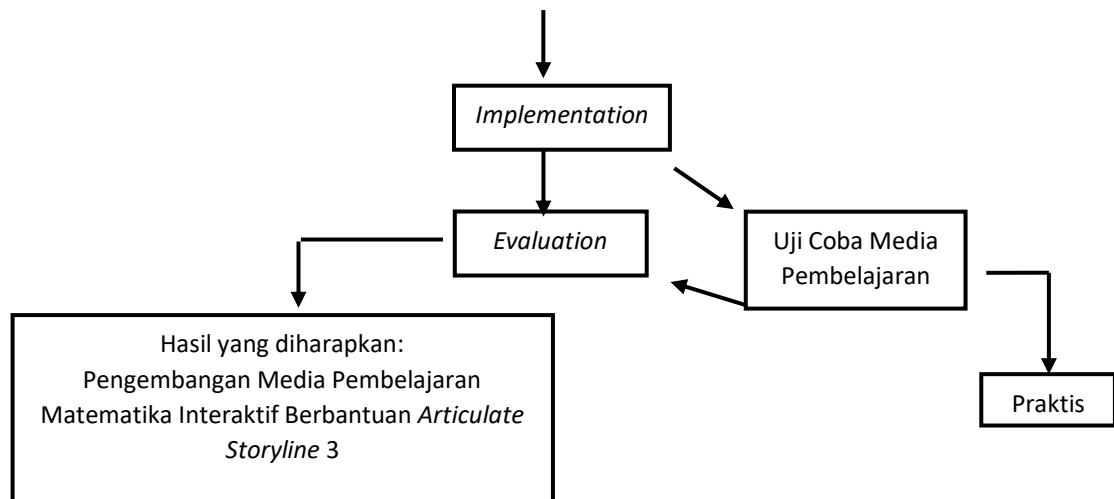 Implementation
Evaluation
Uji Coba Media
Pembelajaran
Hasil yang diharapkan:
Pengembangan Media Pembelajaran
Matematika Interaktif Berbantuan Articulate
Storyline 3
Praktis